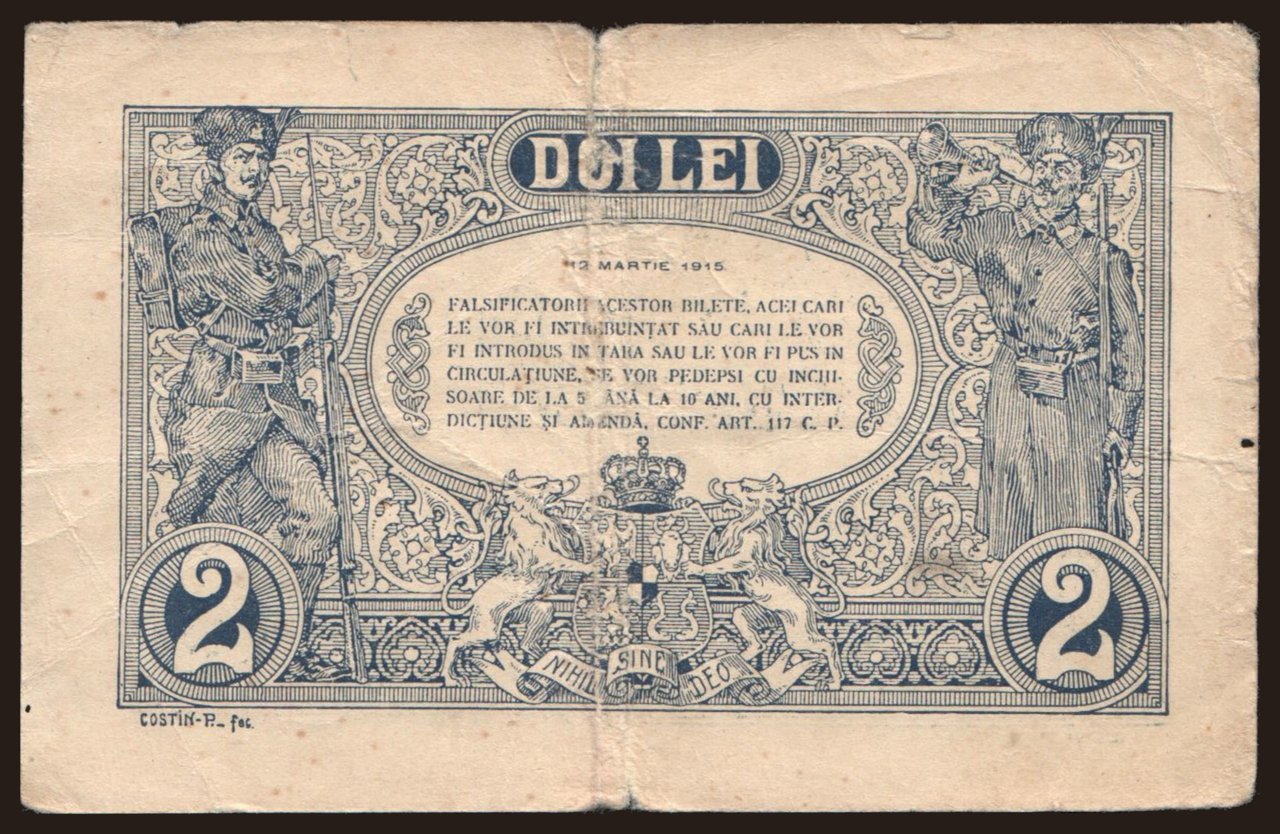 DOI LEI
12 MARTIE 1915
FALSIFICATORII ACESTOR BILETE, ACEI CARI
LE VOR FI INTREBUINȚAT SAU CARI LE VOR
FI INTRODUS IN TARA SAU LE VOR FI PUS IN
CIRCULAȚIUNE, SE VOR PEDEPSI CU INCHI-
SOARE DE LA 5 PÂNĂ LA 10 ANI, CU INTER-
DICȚIUNE ȘI AMENDĂ, CONF. ART. 117 C. P.
2
2
NIHIL SINE DEO
COSTIN-P. fec.